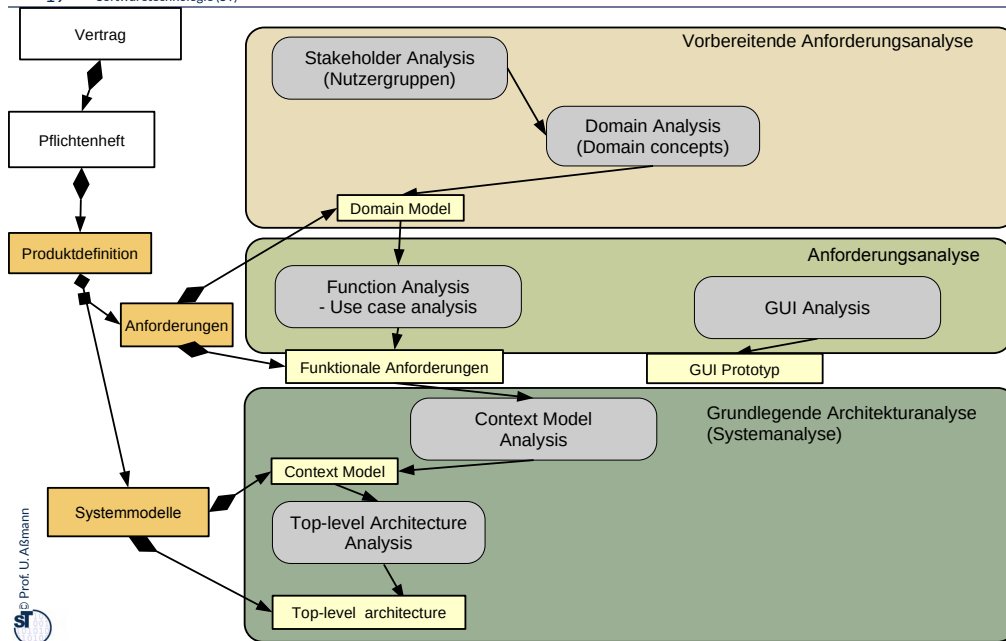 Vertrag
Pflichtenheft
Produktdefinition
Anforderungen
Systemmodelle
Vorbereitende Anforderungsanalyse
Stakeholder Analysis
(Nutzergruppen)
Domain Analysis
(Domain concepts)
Domain Model
Anforderungsanalyse
Function Analysis
- Use case analysis
GUI Analysis
Funktionale Anforderungen
GUI Prototyp
Grundlegende Architekturanalyse
(Systemanalyse)
Context Model
Analysis
Context Model
Top-level Architecture
Analysis
Top-level architecture
© Prof. U. Aßmann
ST